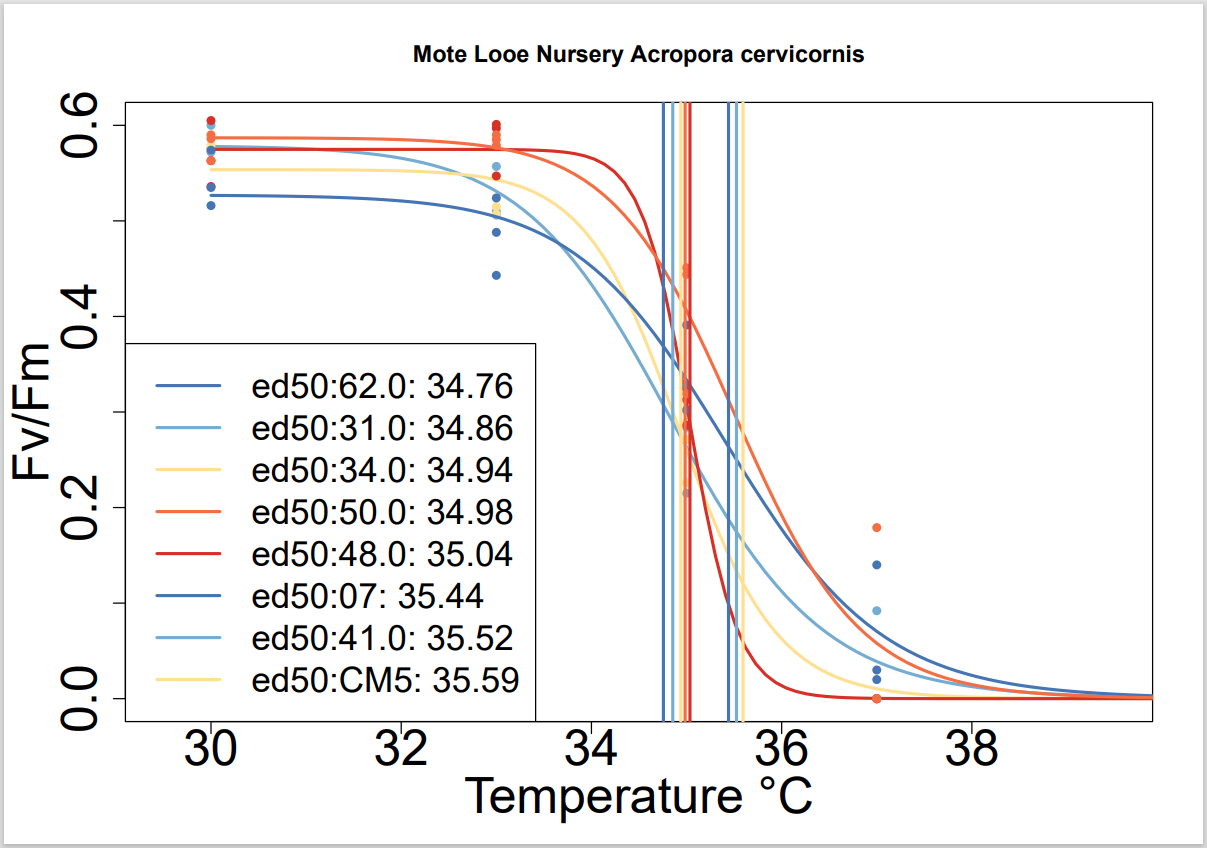 Mote Looe Nursery Acropora cervicornis
0.6
0.4
0.2
0.0
Fv/Fm
ed50:62.0: 34.76
ed50:31.0: 34.86
ed50:34.0: 34.94
ed50:50.0: 34.98
ed50:48.0: 35.04
ed50:07: 35.44
ed50:41.0: 35.52
ed50:CM5: 35.59
30 32 34 36 38
Temperature °C